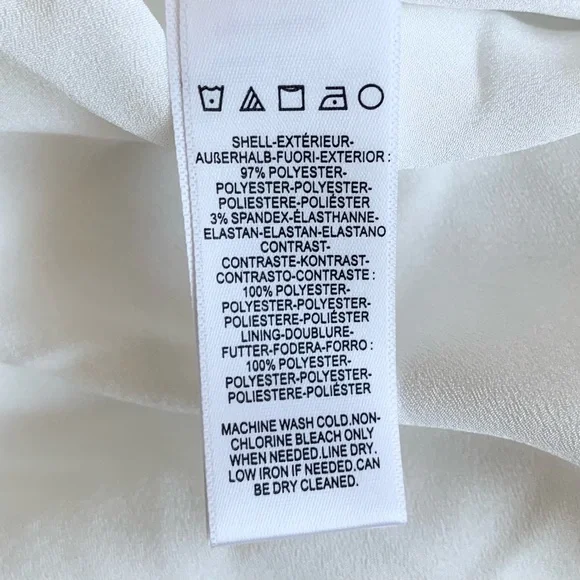 SHELL-EXTÉRIEUR-
AUßERHALB-FUORI-EXTERIOR :
97% POLYESTER-
POLYESTER-POLYESTER-
POLIESTERE-POLIÉSTER
3% SPANDEX-ÉLASTHANNE-
ELASTAN-ELASTAN-ELASTANO
CONTRAST-
CONTRASTE-KONTRAST-
CONTRASTO-CONTRASTE :
100% POLYESTER-
POLYESTER-POLYESTER-
POLIESTERE-POLIÉSTER
LINING-DOUBLURE-
FUTTER-FODERA-FORRO :
100% POLYESTER-
POLYESTER-POLYESTER-
POLIESTERE-POLIÉSTER
MACHINE WASH COLD.NON-
CHLORINE BLEACH ONLY
WHEN NEEDED.LINE DRY.
LOW IRON IF NEEDED.CAN
BE DRY CLEANED.